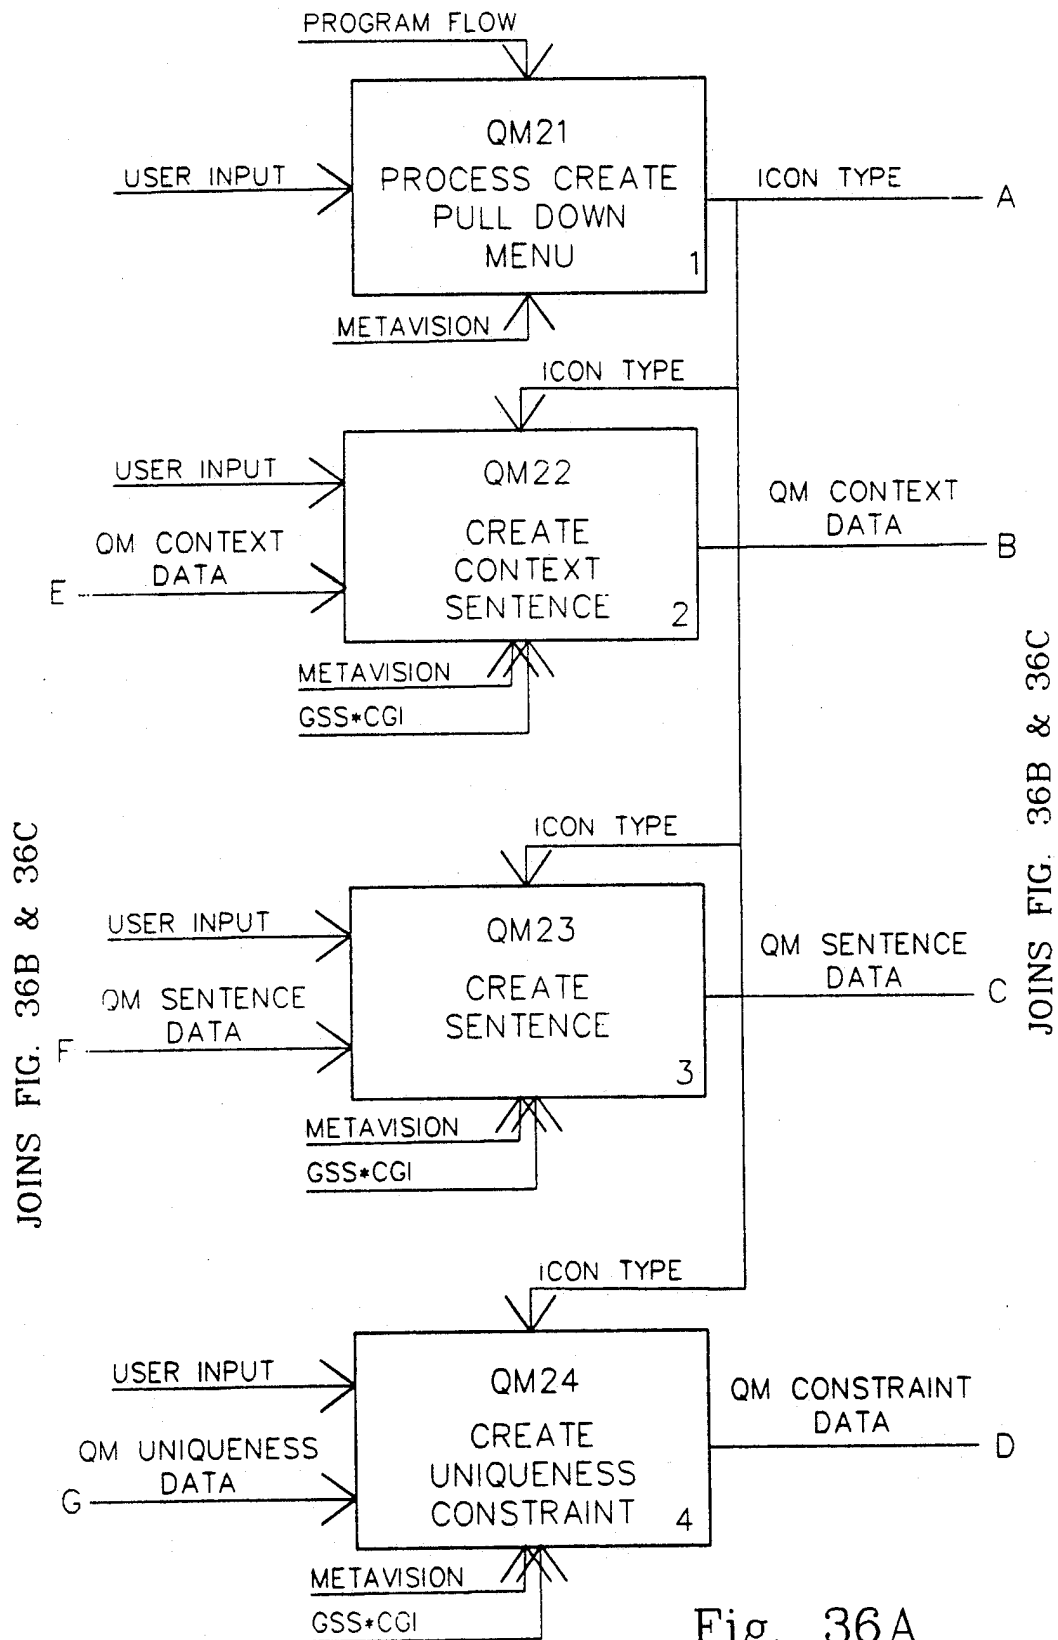 PROGRAM FLOW
QM21
PROCESS CREATE
PULL DOWN
MENU
1
USER INPUT
ICON TYPE
A
METAVISION
ICON TYPE
QM22
CREATE
CONTEXT
SENTENCE
2
USER INPUT
QM CONTEXT
DATA
E
QM CONTEXT
DATA
B
METAVISION
GSS*CGI
JOINS FIG. 36B & 36C
JOINS FIG. 36B & 36C
ICON TYPE
QM23
CREATE
SENTENCE
3
USER INPUT
QM SENTENCE
DATA
F
QM SENTENCE
DATA
C
METAVISION
GSS*CGI
ICON TYPE
QM24
CREATE
UNIQUENESS
CONSTRAINT
4
USER INPUT
QM UNIQUENESS
DATA
G
QM CONSTRAINT
DATA
D
METAVISION
GSS*CGI
Fig. 36A